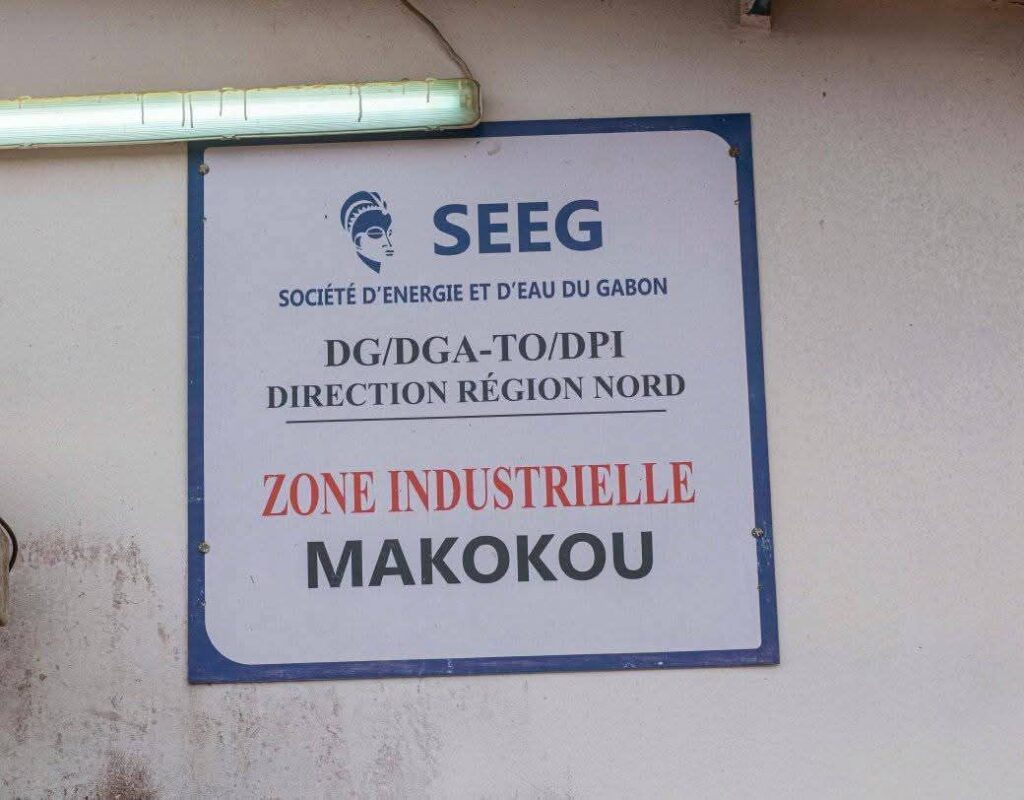 SEEG
SOCIÉTÉ D'ENERGIE ET D'EAU DU GABON
DG/DGA-TO/DPI
DIRECTION RÉGION NORD
ZONE INDUSTRIELLE
MAKOKOU